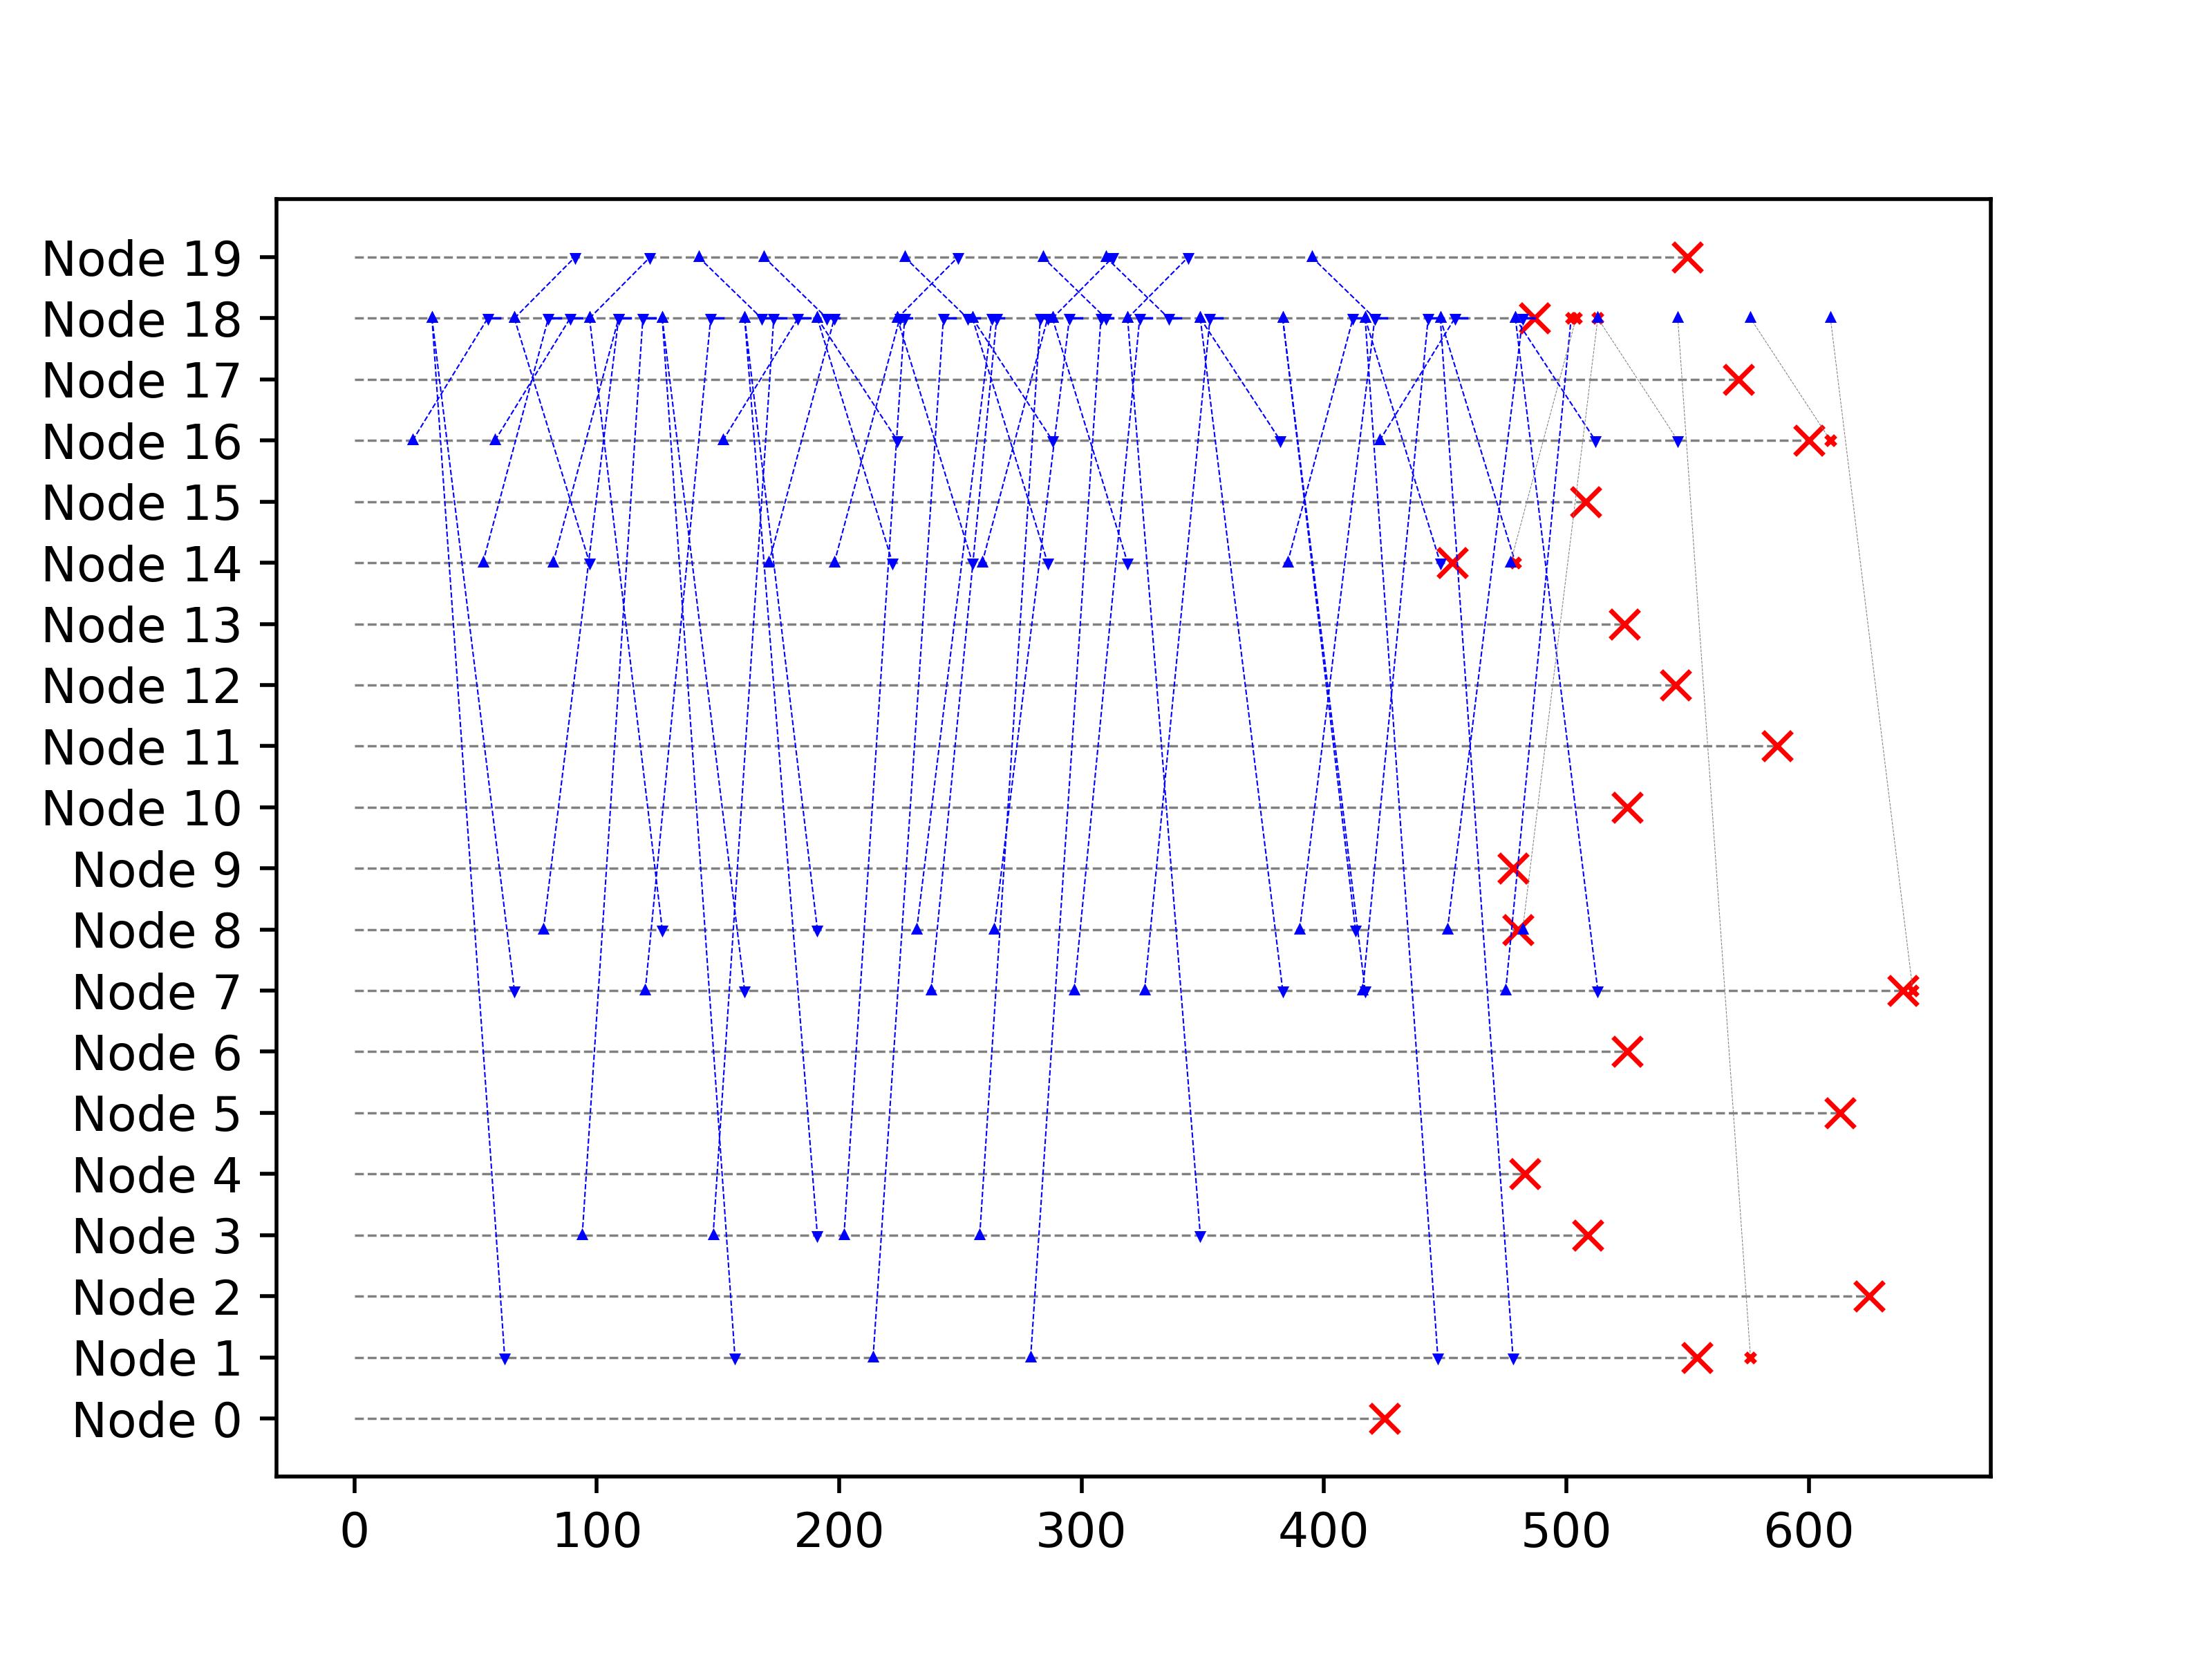 Node 19
Node 18
Node 17
Node 16
Node 15
Node 14
Node 13
Node 12
Node 11
Node 10
Node 9
Node 8
Node 7
Node 6
Node 5
Node 4
Node 3
Node 2
Node 1
Node 0
0 100 200 300 400 500 600